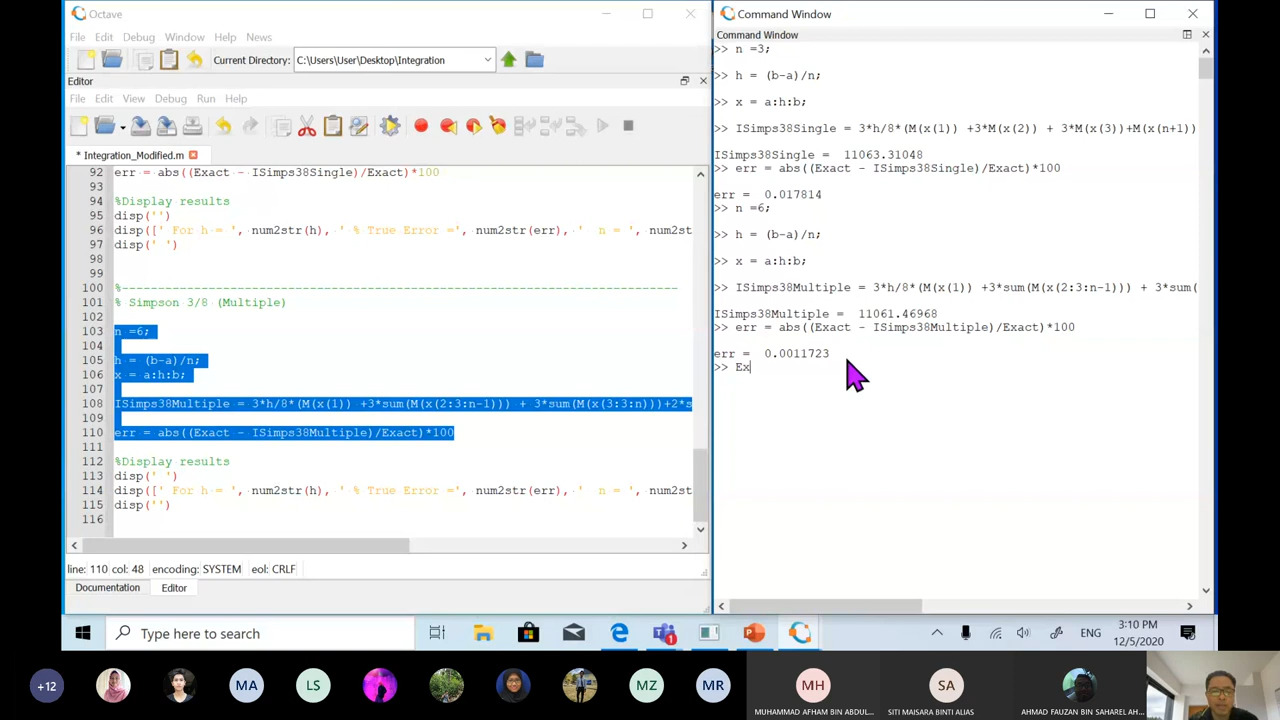 Octave
File Edit Debug Window Help News
Current Directory: C:\Users\User\Desktop\Integration
Editor
File Edit View Debug Run Help
* Integration_Modified.m
92 err = abs((Exact - ISimps38Single)/Exact)*100
93
94 %Display results
95 disp('')
96 disp([' For h = ', num2str(h), ' % True Error =', num2str(err), ' n = ', num2st
97 disp(' ')
98
99
100 %------------------------------------------------------------------------------
101 % Simpson 3/8 (Multiple)
102
103 n =6;
104
105 h = (b-a)/n;
106 x = a:h:b;
107
108 ISimps38Multiple = 3*h/8*(M(x(1)) +3*sum(M(x(2:3:n-1))) + 3*sum(M(x(3:3:n)))+2*s
109
110 err = abs((Exact - ISimps38Multiple)/Exact)*100
111
112 %Display results
113 disp(' ')
114 disp([' For h = ', num2str(h), ' % True Error =', num2str(err), ' n = ', num2st
115 disp('')
116
line: 110 col: 48 encoding: SYSTEM eol: CRLF
Documentation Editor
Command Window
Command Window
>> n =3;
>> h = (b-a)/n;
>> x = a:h:b;
>> ISimps38Single = 3*h/8*(M(x(1)) +3*M(x(2)) + 3*M(x(3))+M(x(n+1))
ISimps38Single = 11063.31048
>> err = abs((Exact - ISimps38Single)/Exact)*100
err = 0.017814
>> n =6;
>> h = (b-a)/n;
>> x = a:h:b;
>> ISimps38Multiple = 3*h/8*(M(x(1)) +3*sum(M(x(2:3:n-1))) + 3*sum(
ISimps38Multiple = 11061.46968
>> err = abs((Exact - ISimps38Multiple)/Exact)*100
err = 0.0011723
>> Ex
Type here to search
1
ENG
3:10 PM
12/5/2020
+12
MA
LS
MZ
MR
MH
SA
MUHAMMAD AFHAM BIN ABDUL...
SITI MAISARA BINTI ALIAS
AHMAD FAUZAN BIN SAHAREL AH...